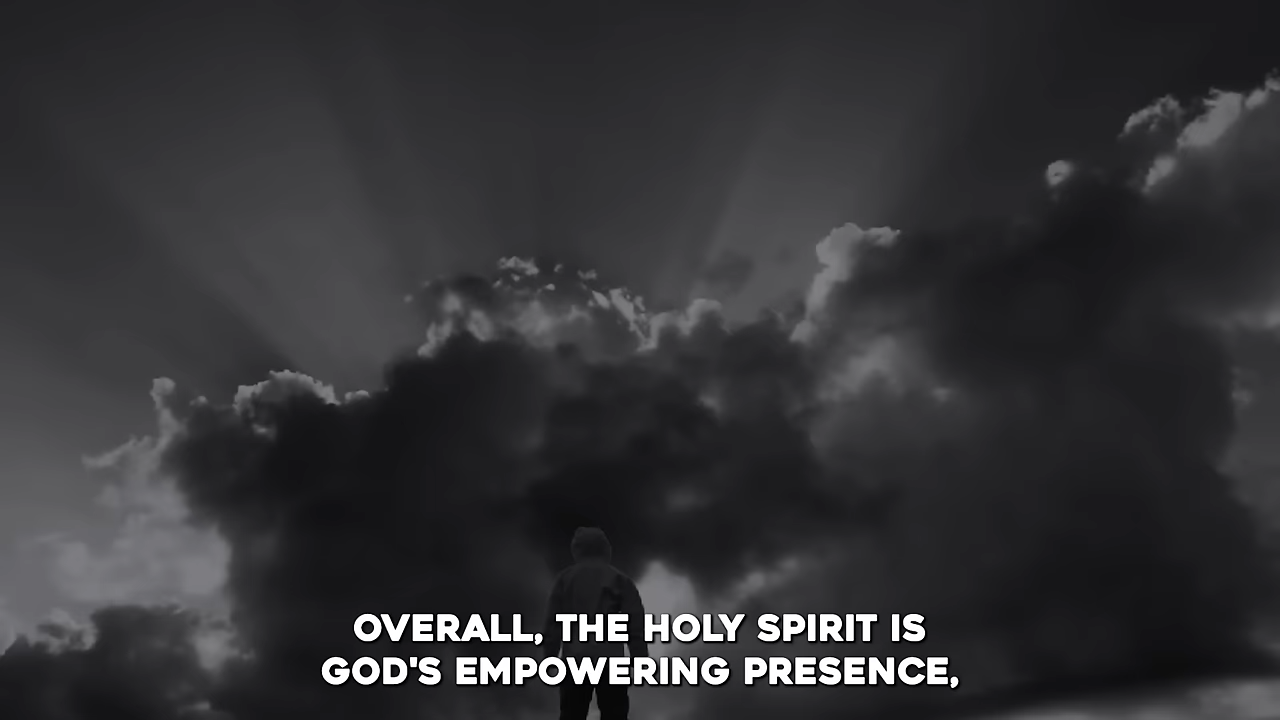 OVERALL, THE HOLY SPIRIT IS
GOD'S EMPOWERING PRESENCE,